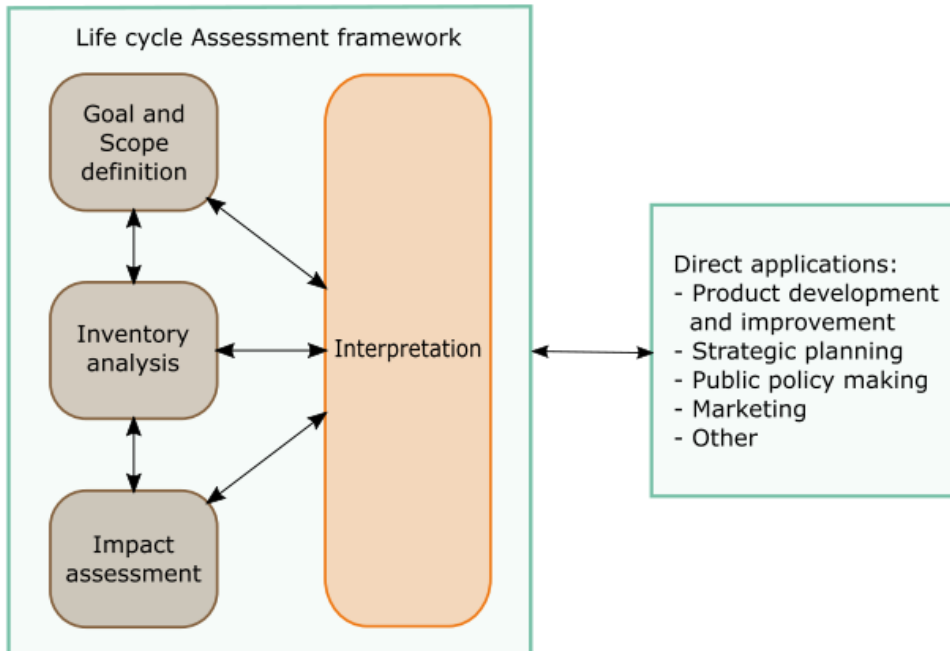 Life cycle Assessment framework
Goal and
Scope
definition
Inventory
analysis
Impact
assessment
Interpretation
Direct applications:
- Product development
and improvement
- Strategic planning
- Public policy making
- Marketing
- Other